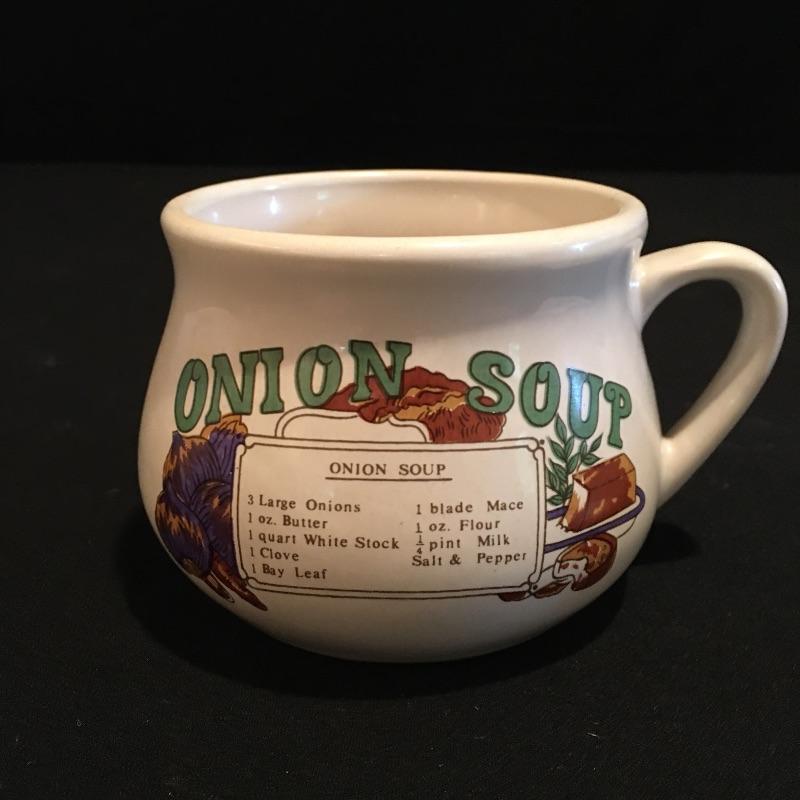 ONION SOUP
ONION SOUP
3 Large Onions
1 oz. Butter
1 quart White Stock
1 Clove
1 Bay Leaf
1 blade Mace
1 oz. Flour
1/4 pint Milk
Salt & Pepper